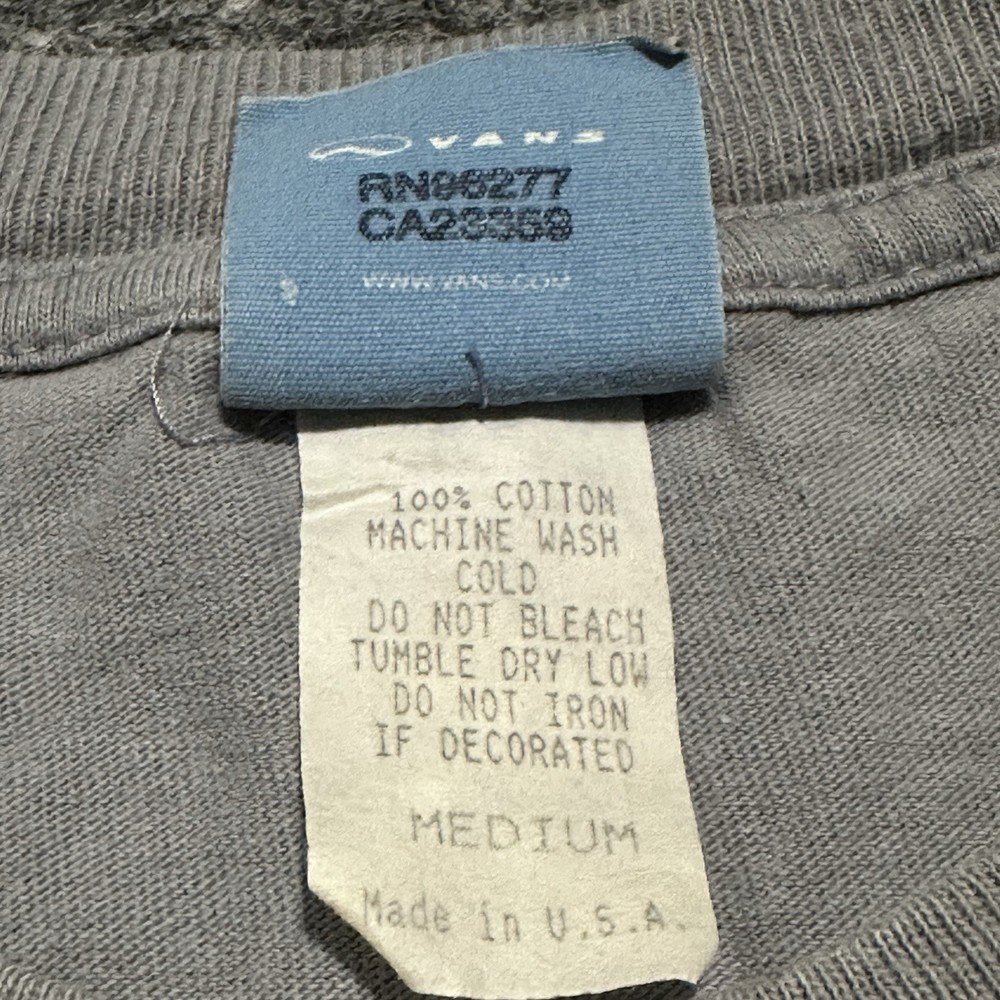 VANS
RN96277
CA23359
WWW.VANS.COM
100% COTTON
MACHINE WASH
COLD
DO NOT BLEACH
TUMBLE DRY LOW
DO NOT IRON
IF DECORATED
MEDIUM
Made in U.S.A.